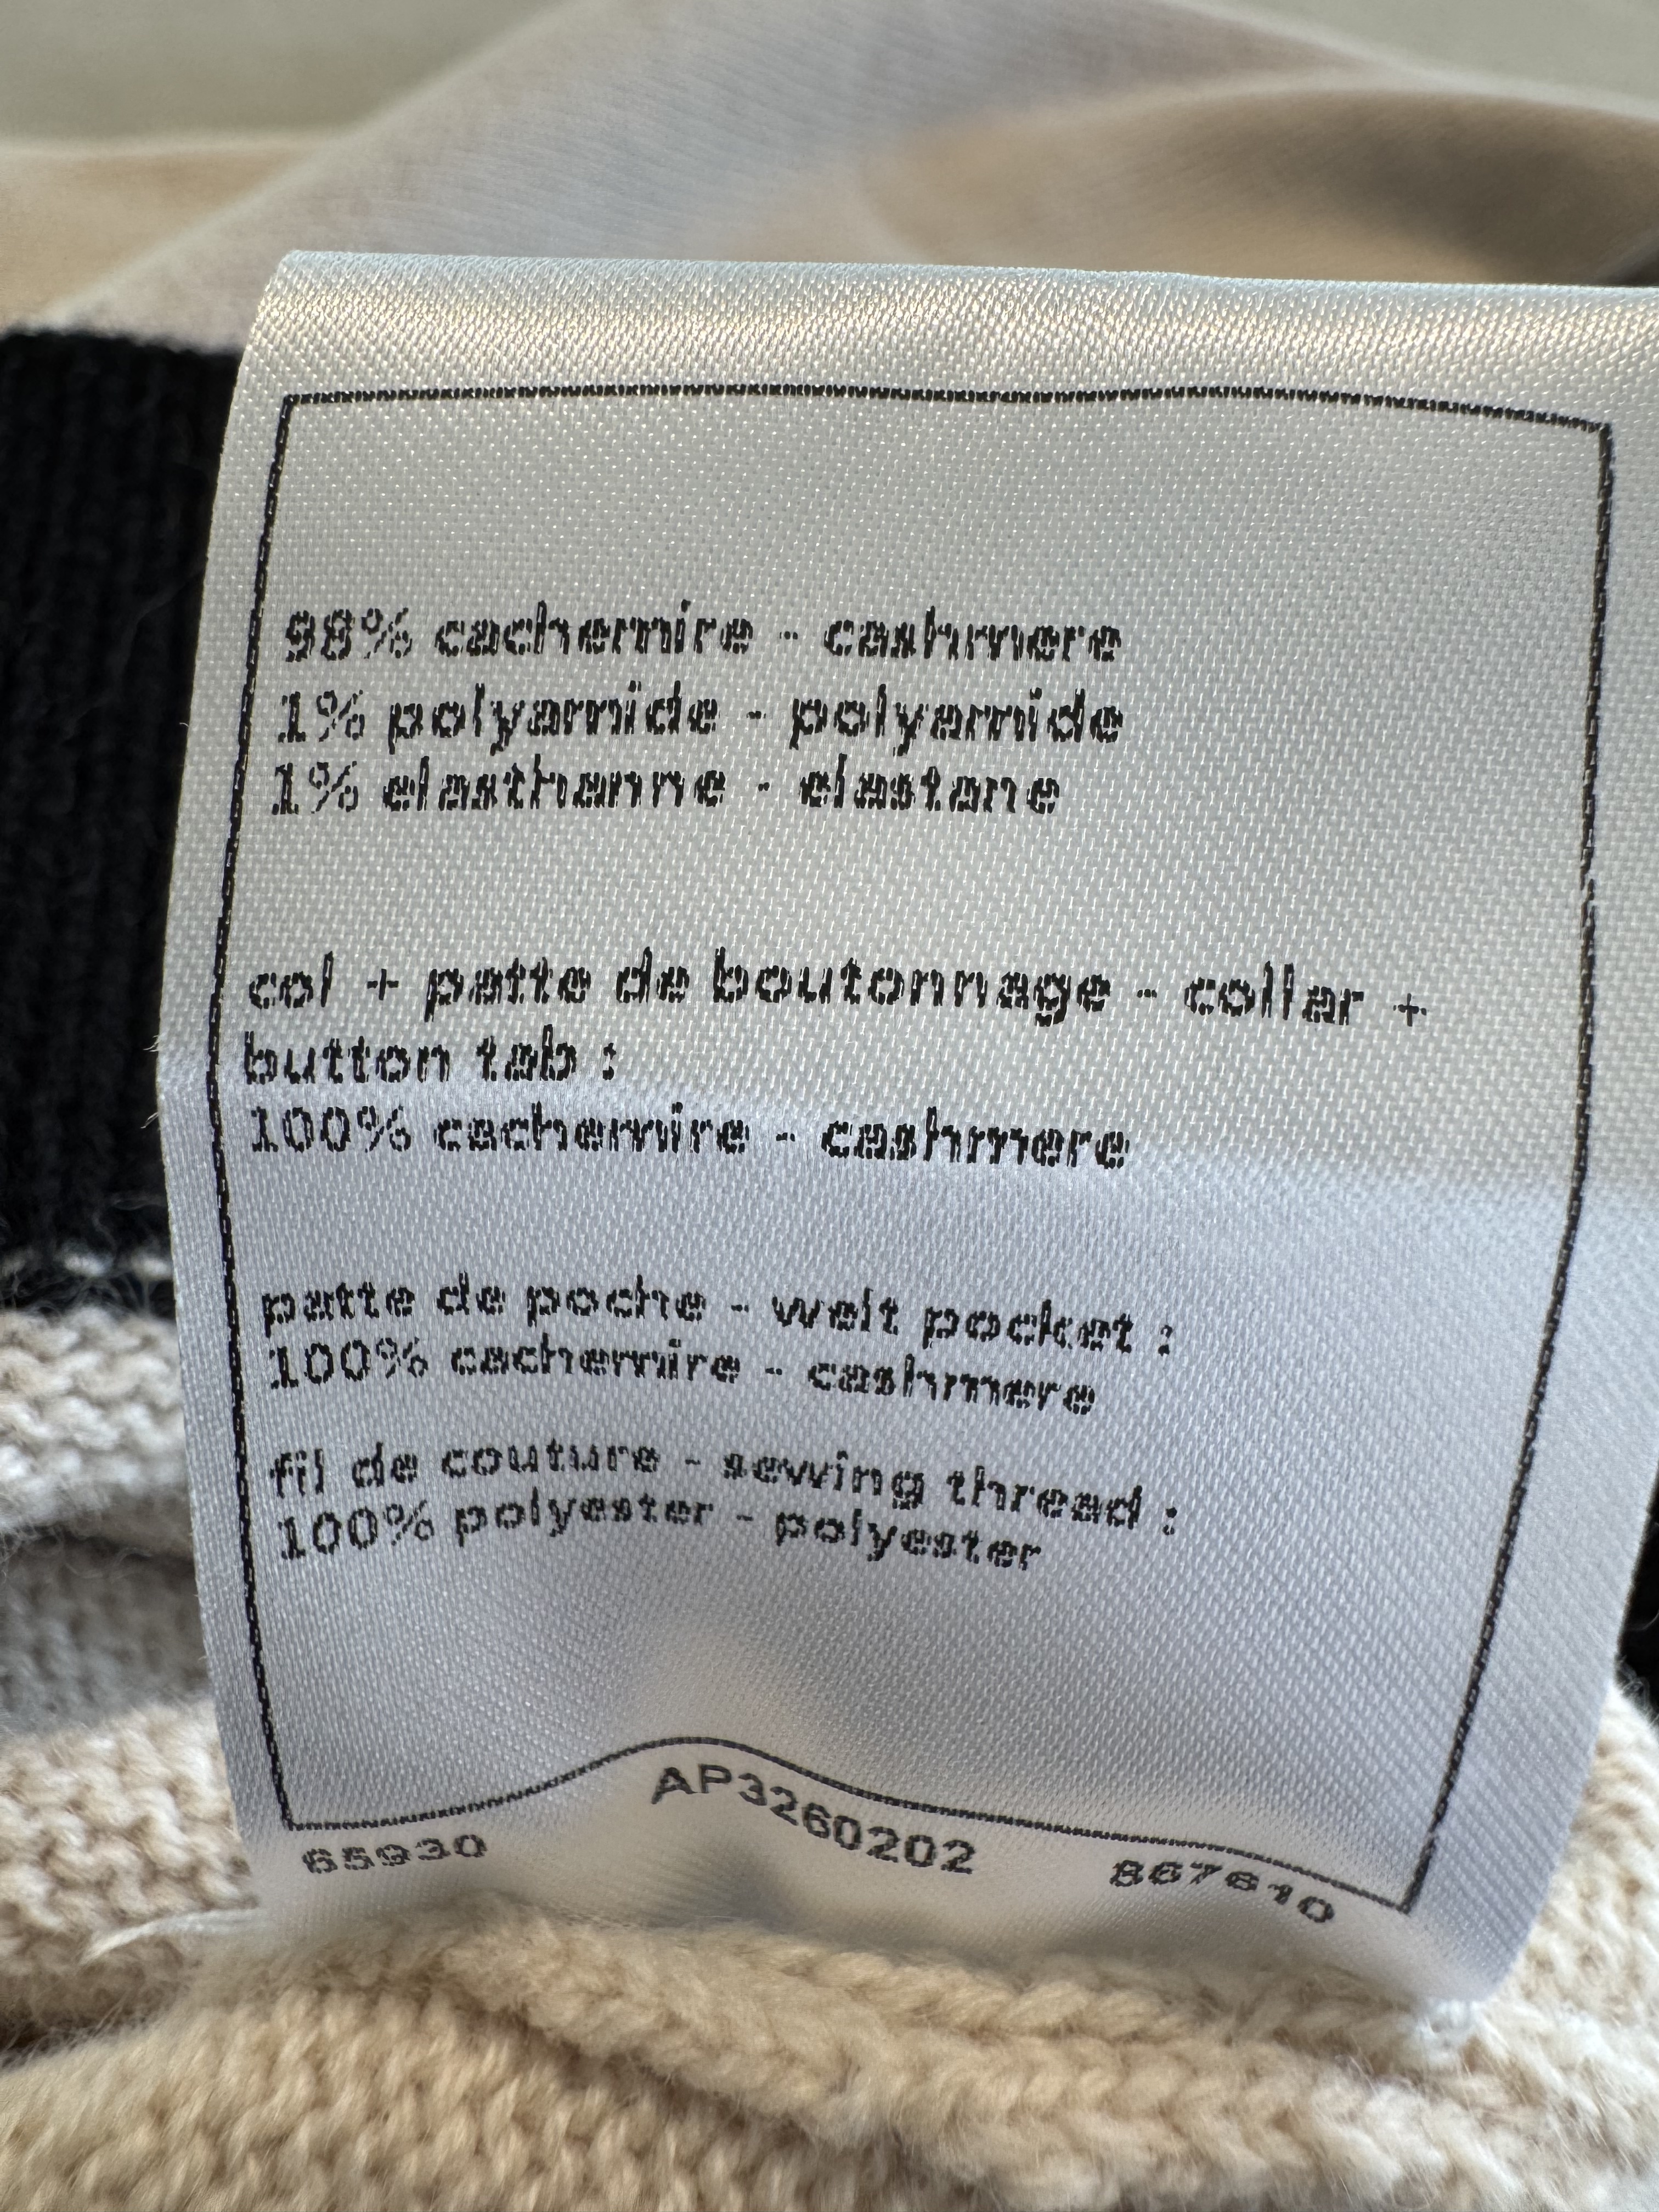 98% cachemire - cashmere
1% polyamide - polyamide
1% elasthanne - elastane
col + patte de boutonnage - collar +
button tab :
100% cachemire - cashmere
patte de poche - welt pocket :
100% cachemire - cashmere
fil de couture - sewing thread :
100% polyester - polyester
65930 AP3260202